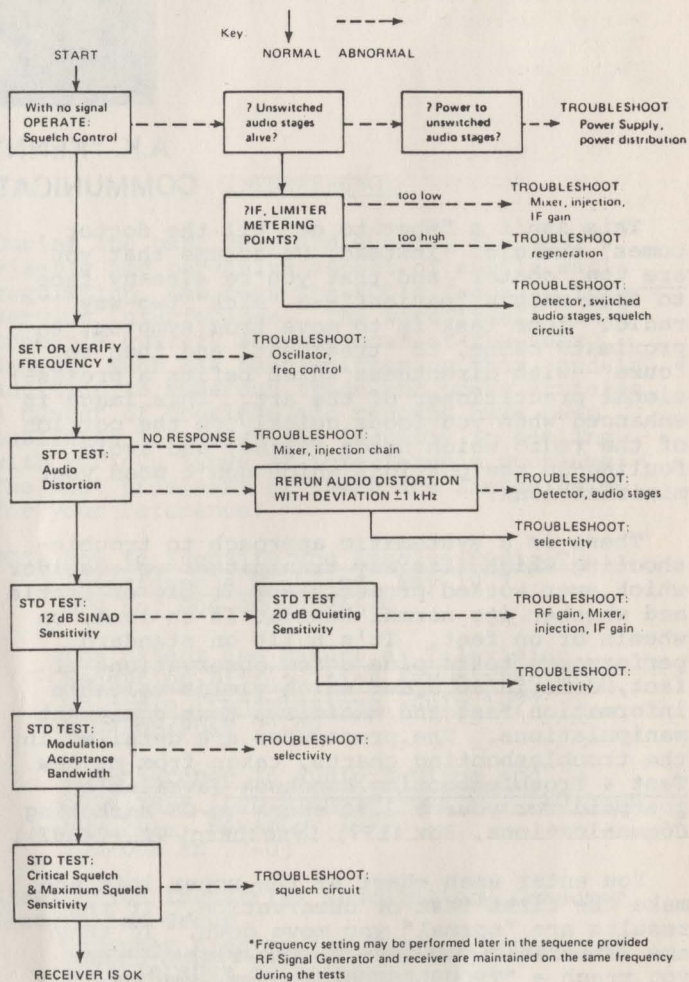 Key
NORMAL ABNORMAL
START
With no signal
OPERATE:
Squelch Control
? Unswitched
audio stages
alive?
? Power to
unswitched
audio stages?
TROUBLESHOOT
Power Supply,
power distribution
?IF, LIMITER
METERING
POINTS?
too low
TROUBLESHOOT
Mixer, injection,
IF gain
too high
TROUBLESHOOT
regeneration
TROUBLESHOOT:
Detector, switched
audio stages, squelch
circuits
SET OR VERIFY
FREQUENCY *
TROUBLESHOOT:
Oscillator,
freq control
STD TEST:
Audio
Distortion
NO RESPONSE
TROUBLESHOOT:
Mixer, injection chain
RERUN AUDIO DISTORTION
WITH DEVIATION ±1 kHz
TROUBLESHOOT:
Detector, audio stages
TROUBLESHOOT:
selectivity
STD TEST:
12 dB SINAD
Sensitivity
STD TEST
20 dB Quieting
Sensitivity
TROUBLESHOOT:
RF gain, Mixer,
injection, IF gain
TROUBLESHOOT:
selectivity
STD TEST:
Modulation
Acceptance
Bandwidth
TROUBLESHOOT:
selectivity
STD TEST:
Critical Squelch
& Maximum Squelch
Sensitivity
TROUBLESHOOT:
squelch circuit
RECEIVER IS OK
*Frequency setting may be performed later in the sequence provided
RF Signal Generator and receiver are maintained on the same frequency
during the tests